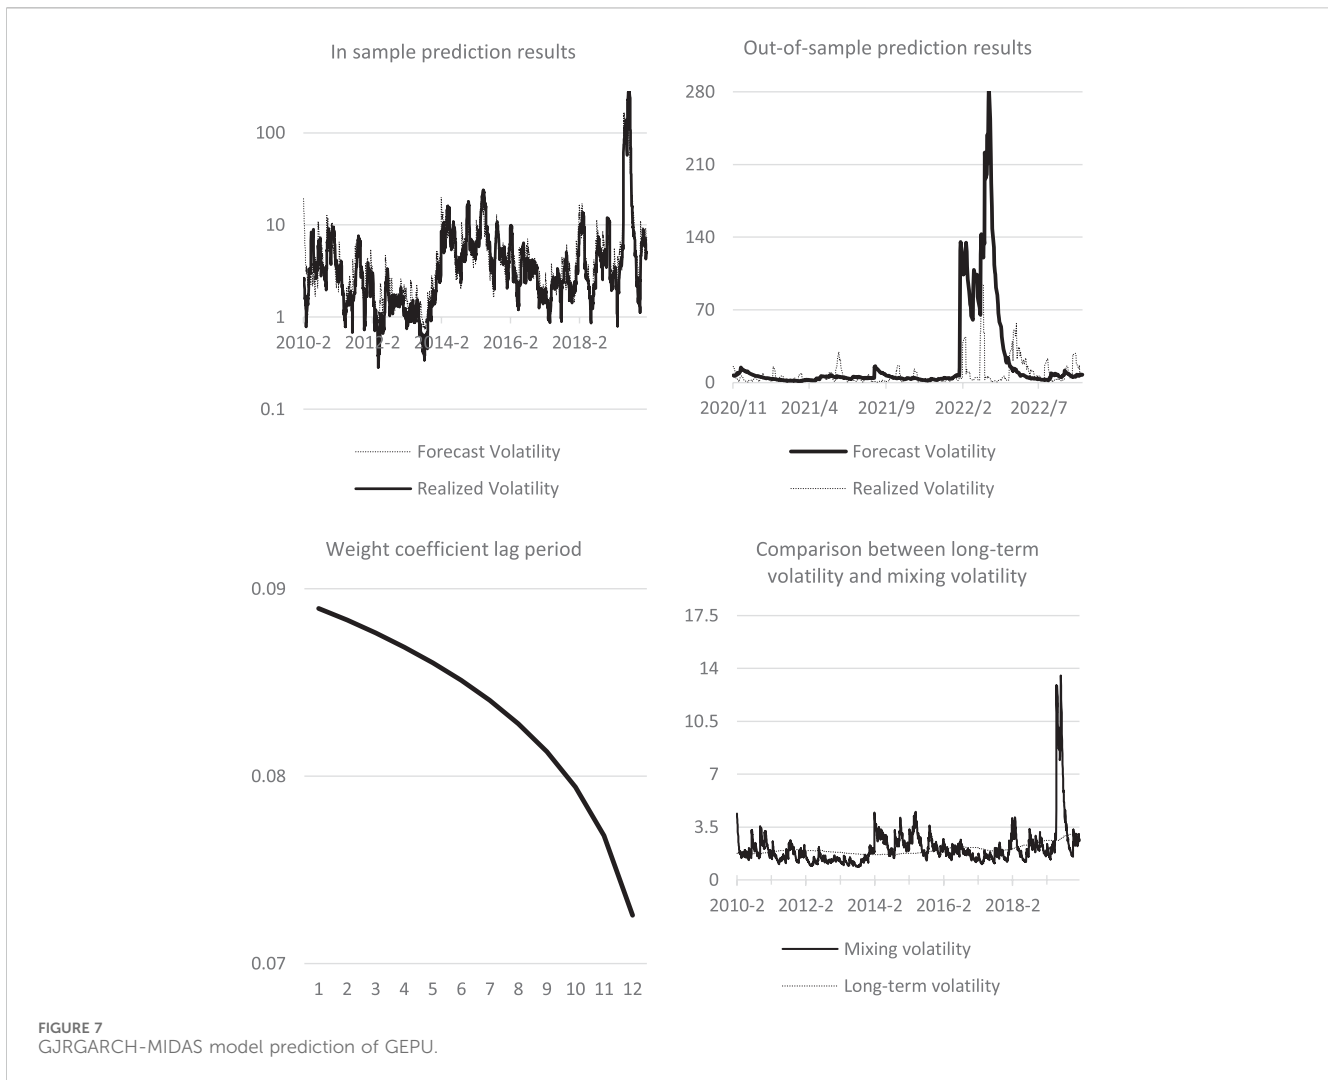 In sample prediction results
100
10
1
2010-2 2012-2 2014-2 2016-2 2018-2
0.1
Forecast Volatility
Realized Volatility
Out-of-sample prediction results
280
210
140
70
0
2020/11 2021/4 2021/9 2022/2 2022/7
Forecast Volatility
Realized Volatility
Weight coefficient lag period
0.09
0.08
0.07
1 2 3 4 5 6 7 8 9 10 11 12
Comparison between long-term
volatility and mixing volatility
17.5
14
10.5
7
3.5
0
2010-2 2012-2 2014-2 2016-2 2018-2
Mixing volatility
Long-term volatility
FIGURE 7
GJRGARCH-MIDAS model prediction of GEPU.